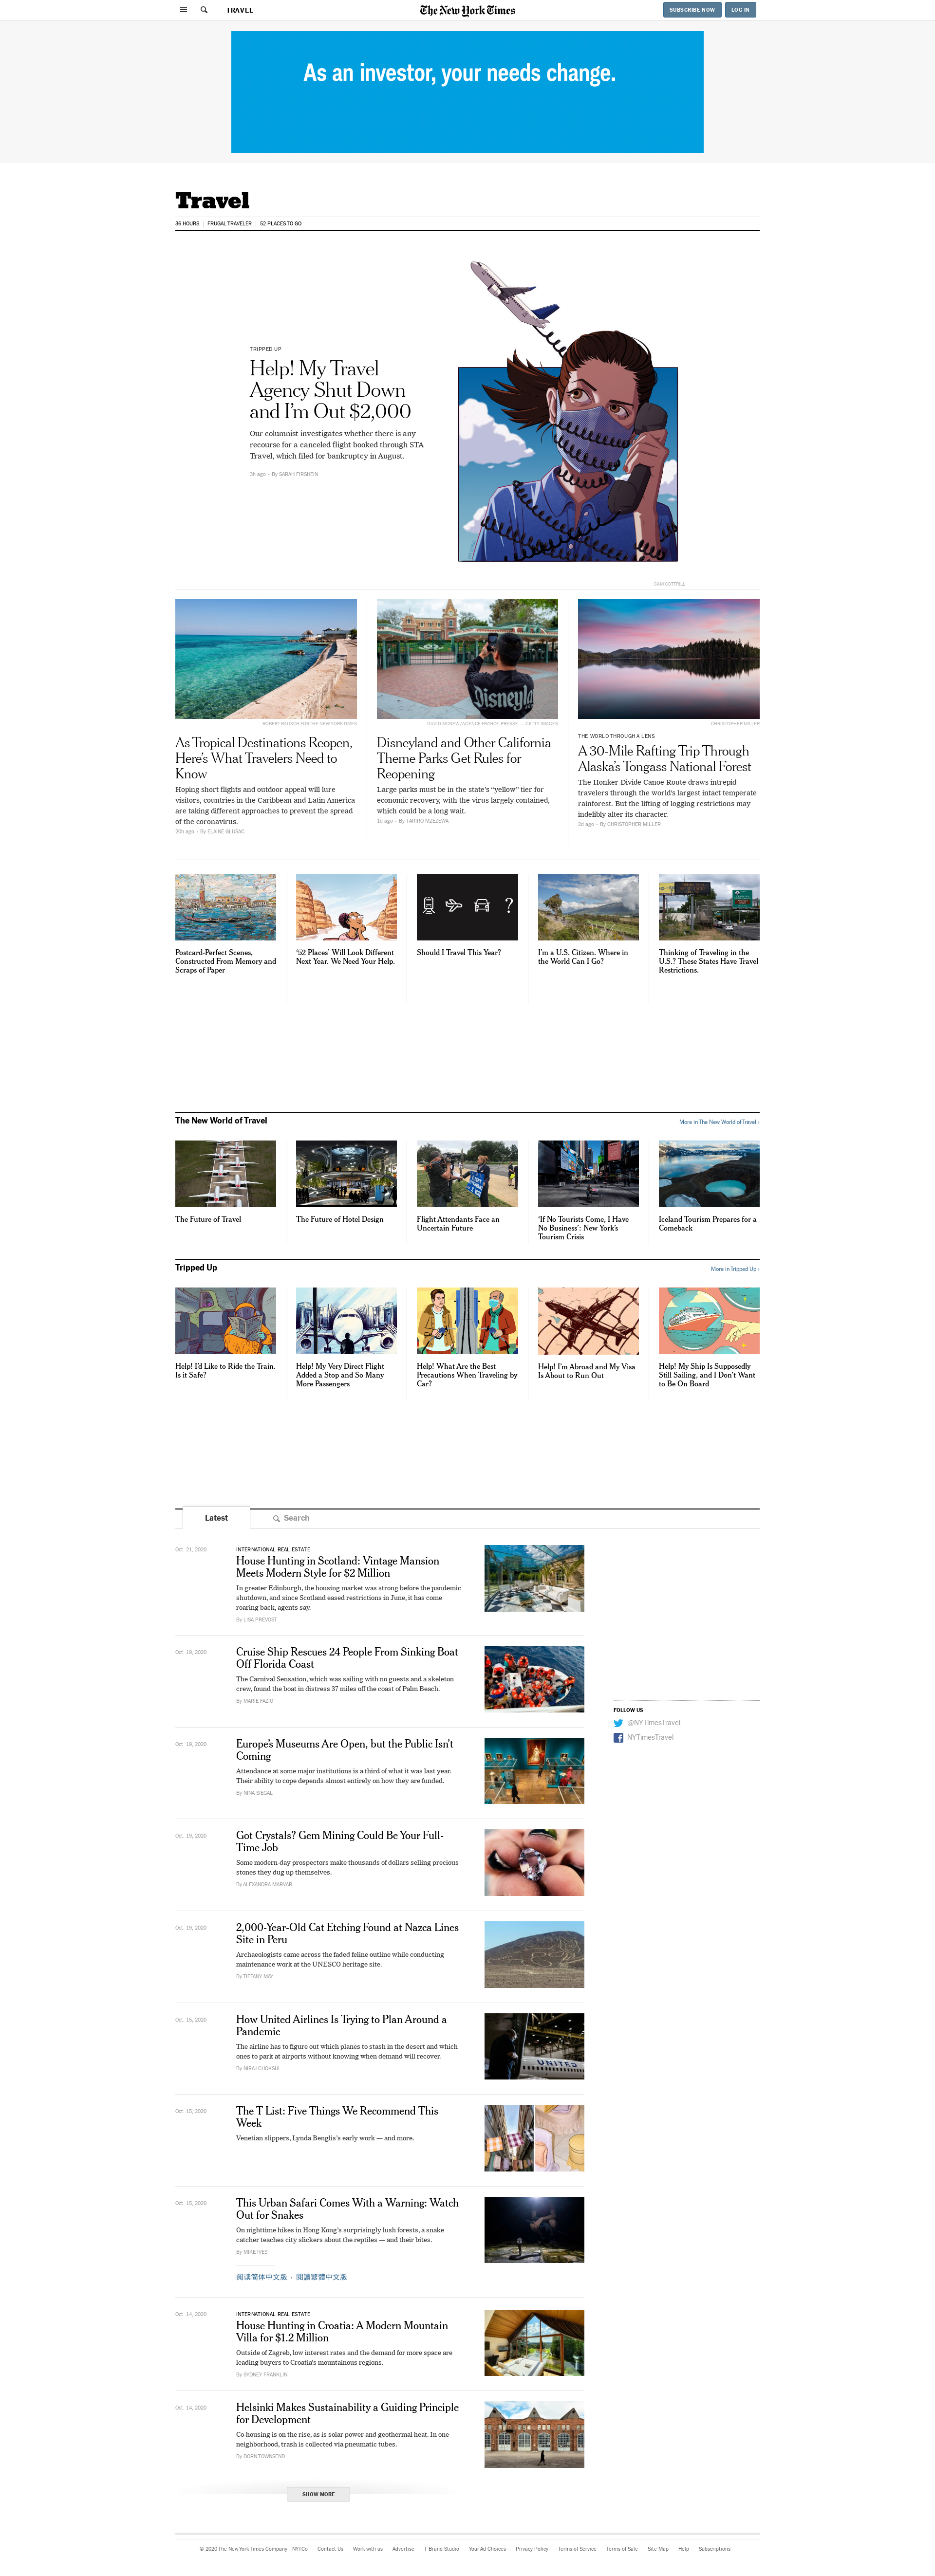 TRAVEL
The New York Times
SUBSCRIBE NOW
LOG IN
As an investor, your needs change.
Travel
36 HOURS
FRUGAL TRAVELER
52 PLACES TO GO
TRIPPED UP
Help! My Travel
Agency Shut Down
and I’m Out $2,000
Our columnist investigates whether there is any
recourse for a canceled flight booked through STA
Travel, which filed for bankruptcy in August.
3h ago - By SARAH FIRSHEIN
ROBERT RAUSCH FOR THE NEW YORK TIMES
As Tropical Destinations Reopen,
Here’s What Travelers Need to
Know
Hoping short flights and outdoor appeal will lure
visitors, countries in the Caribbean and Latin America
are taking different approaches to prevent the spread
of the coronavirus.
20h ago - By ELAINE GLUSAC
Disneyland
DAVID MCNEW/AGENCE FRANCE-PRESSE — GETTY IMAGES
Disneyland and Other California
Theme Parks Get Rules for
Reopening
Large parks must be in the state’s “yellow” tier for
economic recovery, with the virus largely contained,
which could be a long wait.
1d ago - By TARIRO MZEZEWA
CHRISTOPHER MILLER
THE WORLD THROUGH A LENS
A 30-Mile Rafting Trip Through
Alaska’s Tongass National Forest
The Honker Divide Canoe Route draws intrepid
travelers through the world’s largest intact temperate
rainforest. But the lifting of logging restrictions may
indelibly alter its character.
2d ago - By CHRISTOPHER MILLER
?
Postcard-Perfect Scenes,
Constructed From Memory and
Scraps of Paper
‘52 Places’ Will Look Different
Next Year. We Need Your Help.
Should I Travel This Year?
I’m a U.S. Citizen. Where in
the World Can I Go?
Thinking of Traveling in the
U.S.? These States Have Travel
Restrictions.
The New World of Travel
More in The New World of Travel »
The Future of Travel
The Future of Hotel Design
Flight Attendants Face an
Uncertain Future
‘If No Tourists Come, I Have
No Business’: New York’s
Tourism Crisis
Iceland Tourism Prepares for a
Comeback
Tripped Up
More in Tripped Up »
Help! I’d Like to Ride the Train.
Is it Safe?
Help! My Very Direct Flight
Added a Stop and So Many
More Passengers
Help! What Are the Best
Precautions When Traveling by
Car?
Help! I’m Abroad and My Visa
Is About to Run Out
Help! My Ship Is Supposedly
Still Sailing, and I Don’t Want
to Be On Board
Latest
Search
Oct. 21, 2020
INTERNATIONAL REAL ESTATE
House Hunting in Scotland: Vintage Mansion
Meets Modern Style for $2 Million
In greater Edinburgh, the housing market was strong before the pandemic
shutdown, and since Scotland eased restrictions in June, it has come
roaring back, agents say.
By LISA PREVOST
Oct. 19, 2020
Cruise Ship Rescues 24 People From Sinking Boat
Off Florida Coast
The Carnival Sensation, which was sailing with no guests and a skeleton
crew, found the boat in distress 37 miles off the coast of Palm Beach.
By MARIE FAZIO
FOLLOW US
@NYTimesTravel
NYTimesTravel
Oct. 19, 2020
Europe’s Museums Are Open, but the Public Isn’t
Coming
Attendance at some major institutions is a third of what it was last year.
Their ability to cope depends almost entirely on how they are funded.
By NINA SIEGAL
Oct. 19, 2020
Got Crystals? Gem Mining Could Be Your Full-
Time Job
Some modern-day prospectors make thousands of dollars selling precious
stones they dug up themselves.
By ALEXANDRA MARVAR
Oct. 18, 2020
2,000-Year-Old Cat Etching Found at Nazca Lines
Site in Peru
Archaeologists came across the faded feline outline while conducting
maintenance work at the UNESCO heritage site.
By TIFFANY MAY
Oct. 15, 2020
How United Airlines Is Trying to Plan Around a
Pandemic
The airline has to figure out which planes to stash in the desert and which
ones to park at airports without knowing when demand will recover.
By NIRAJ CHOKSHI
UNITED
Oct. 15, 2020
The T List: Five Things We Recommend This
Week
Venetian slippers, Lynda Benglis’s early work — and more.
Oct. 15, 2020
This Urban Safari Comes With a Warning: Watch
Out for Snakes
On nighttime hikes in Hong Kong’s surprisingly lush forests, a snake
catcher teaches city slickers about the reptiles — and their bites.
By MIKE IVES
阅读简体中文版 • 閱讀繁體中文版
Oct. 14, 2020
INTERNATIONAL REAL ESTATE
House Hunting in Croatia: A Modern Mountain
Villa for $1.2 Million
Outside of Zagreb, low interest rates and the demand for more space are
leading buyers to Croatia’s mountainous regions.
By SYDNEY FRANKLIN
Oct. 14, 2020
Helsinki Makes Sustainability a Guiding Principle
for Development
Co-housing is on the rise, as is solar power and geothermal heat. In one
neighborhood, trash is collected via pneumatic tubes.
By DORN TOWNSEND
SHOW MORE
© 2020 The New York Times Company NYTCo Contact Us Work with us Advertise T Brand Studio Your Ad Choices Privacy Policy Terms of Service Terms of Sale Site Map Help Subscriptions